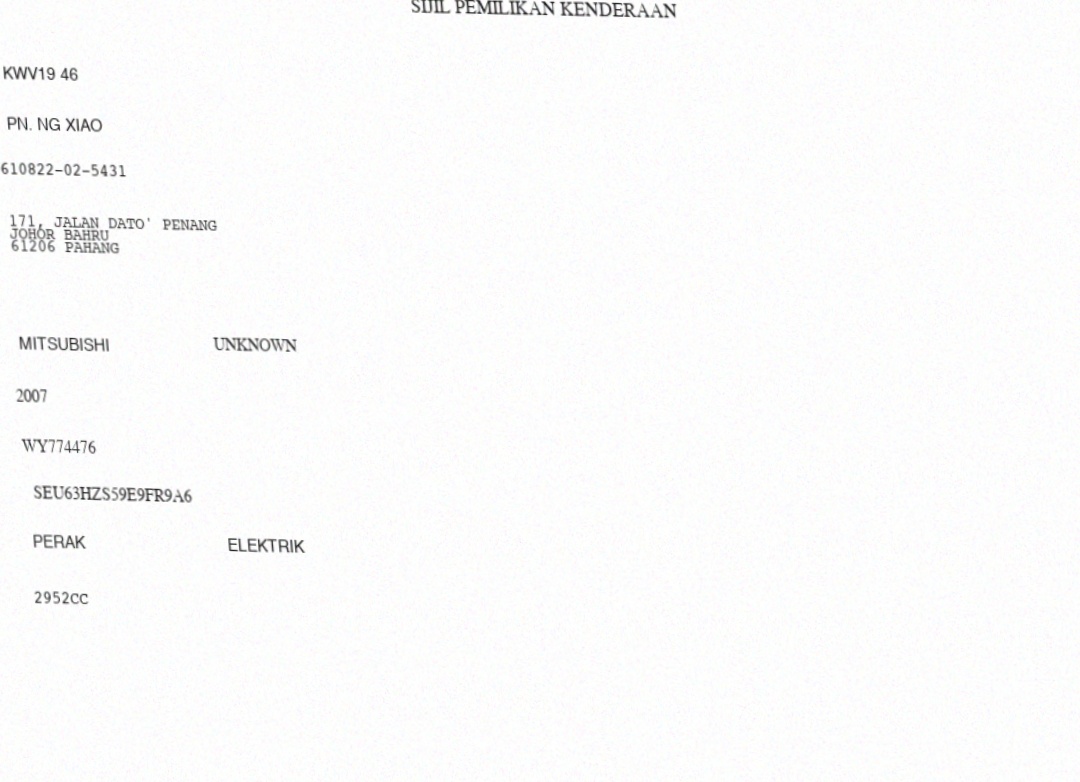 SIJIL PEMILIKAN KENDERAAN
KWV19 46
PN. NG XIAO
610822-02-5431
171, JALAN DATO' PENANG
JOHOR BAHRU
61206 PAHANG
MITSUBISHI UNKNOWN
2007
WY774476
SEU63HZS59E9FR9A6
PERAK ELEKTRIK
2952CC